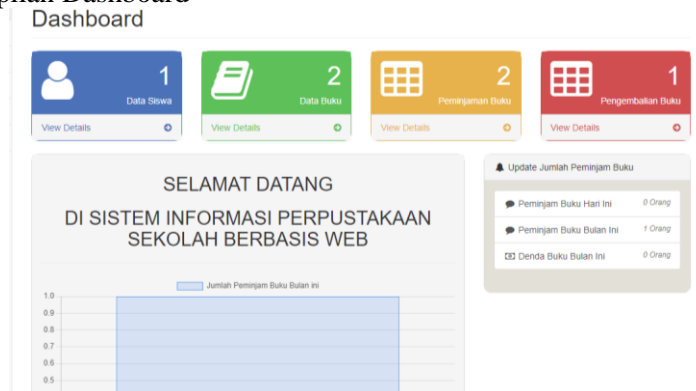 Dashboard
Dashboard
1
Data Siswa
View Details
2
Data Buku
View Details
2
Peminjaman Buku
View Details
1
Pengembalian Buku
View Details
SELAMAT DATANG
DI SISTEM INFORMASI PERPUSTAKAAN
SEKOLAH BERBASIS WEB
Jumlah Peminjam Buku Bulan ini
1.0
0.9
0.8
0.7
0.6
0.5
Update Jumlah Peminjam Buku
Peminjam Buku Hari Ini 0 Orang
Peminjam Buku Bulan Ini 1 Orang
Denda Buku Bulan Ini 0 Orang